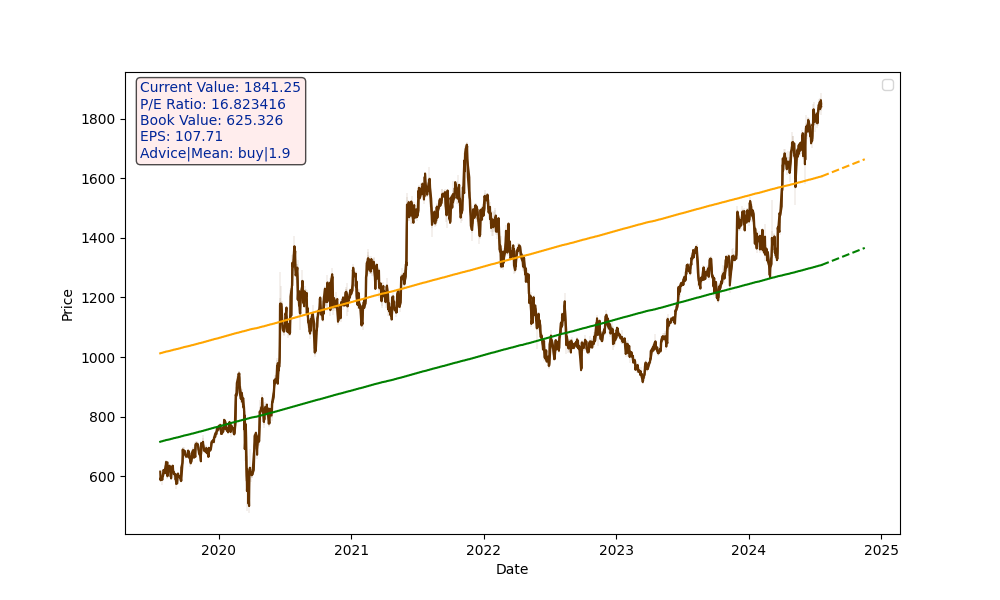 Current Value: 1841.25
P/E Ratio: 16.823416
Book Value: 625.326
EPS: 107.71
Advice|Mean: buy|1.9
Price
1800
1600
1400
1200
1000
800
600
2020 2021 2022 2023 2024 2025
Date